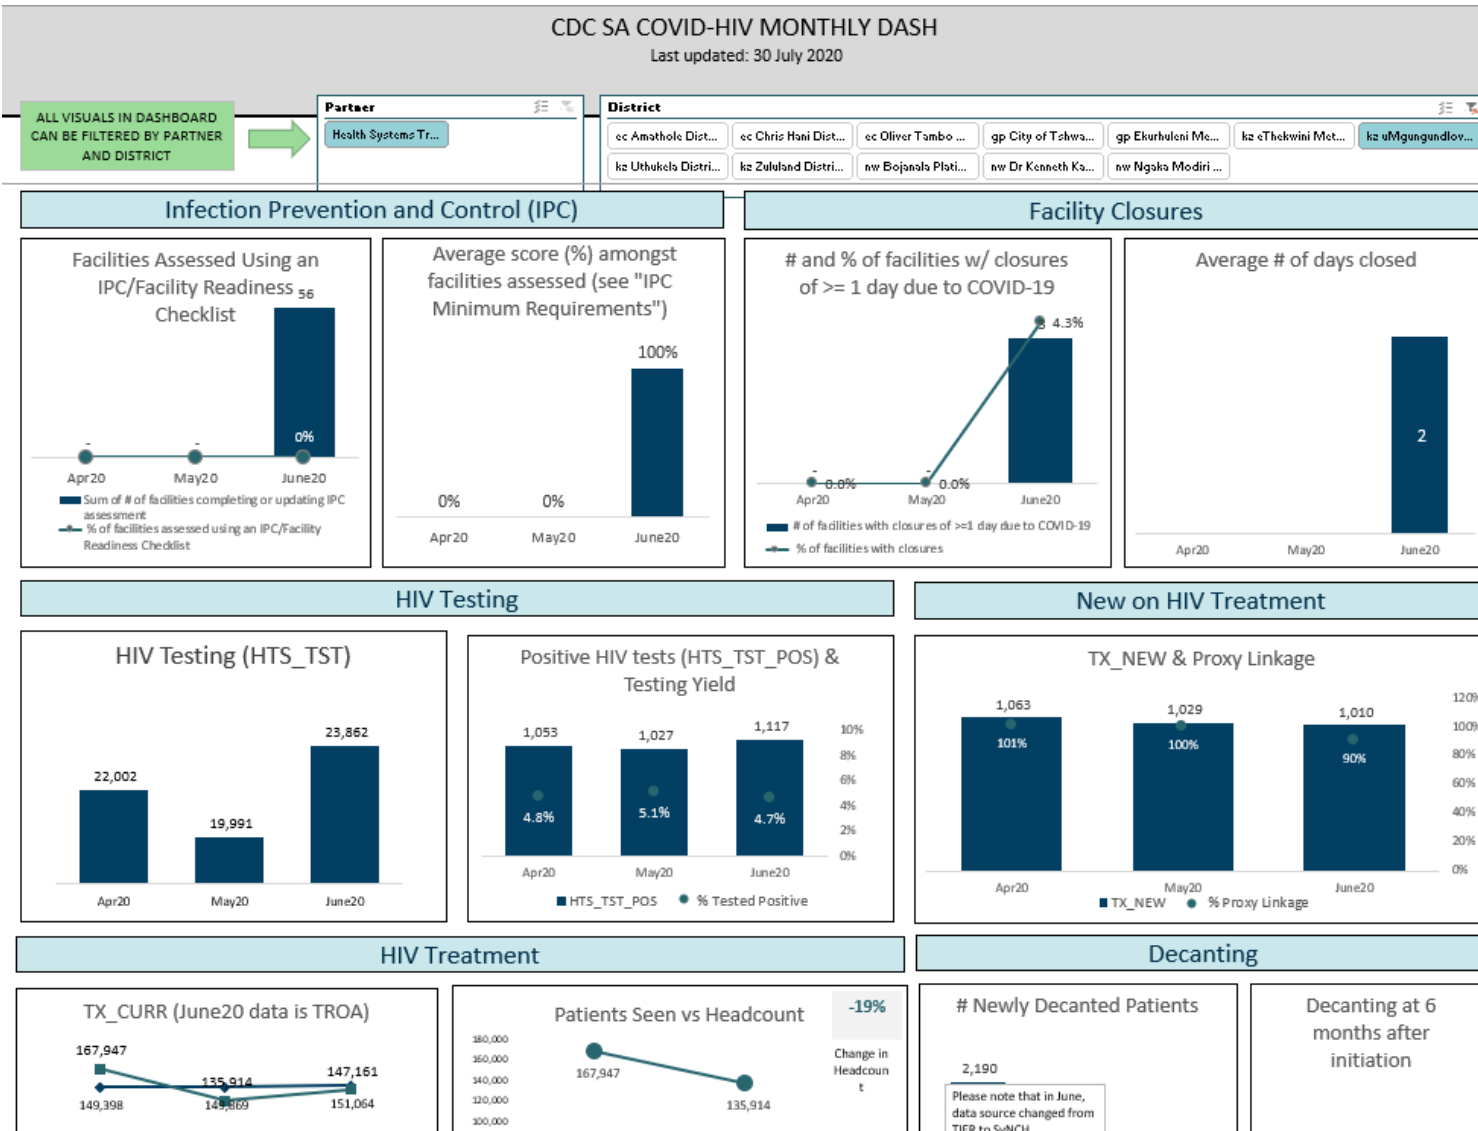 CDC SA COVID-HIV MONTHLY DASH
Last updated: 30 July 2020
ALL VISUALS IN DASHBOARD
CAN BE FILTERED BY PARTNER
AND DISTRICT
Partner
Health Systems Tr...
District
ec Amathole Dist...
ec Chris Hani Dist...
ec Oliver Tambo ...
gp City of Tshwa...
gp Ekurhuleni Me...
kz eThekwini Met...
kz uMgungundlov...
kz Uthukela Distri...
kz Zululand Distri...
nw Bojanala Plati...
nw Dr Kenneth Ka...
nw Ngaka Modiri ...
Infection Prevention and Control (IPC)
Facilities Assessed Using an
IPC/Facility Readiness
Checklist
56
-
-
0%
Apr20
May20
June20
Sum of # of facilities completing or updating IPC
assessment
% of facilities assessed using an IPC/Facility
Readiness Checklist
Average score (%) amongst
facilities assessed (see "IPC
Minimum Requirements")
100%
0%
0%
Apr20
May20
June20
Facility Closures
# and % of facilities w/ closures
of >= 1 day due to COVID-19
4.3%
-
-
0.0%
0.0%
Apr20
May20
June20
# of facilities with closures of >=1 day due to COVID-19
% of facilities with closures
Average # of days closed
2
Apr20
May20
June20
HIV Testing
HIV Testing (HTS_TST)
22,002
19,991
23,862
Apr20
May20
June20
Positive HIV tests (HTS_TST_POS) &
Testing Yield
1,053
1,027
1,117
4.8%
5.1%
4.7%
10%
8%
6%
4%
2%
0%
Apr20
May20
June20
HTS_TST_POS
% Tested Positive
New on HIV Treatment
TX_NEW & Proxy Linkage
1,063
1,029
1,010
101%
100%
90%
120%
100%
80%
60%
40%
20%
0%
Apr20
May20
June20
TX_NEW
% Proxy Linkage
HIV Treatment
TX_CURR (June20 data is TROA)
167,947
135,914
147,161
149,398
151,064
Patients Seen vs Headcount
180,000
160,000
140,000
120,000
100,000
167,947
135,914
-19%
Change in
Headcoun
t
Decanting
# Newly Decanted Patients
2,190
Please note that in June,
data source changed from
TIER to SyNCH
Decanting at 6
months after
initiation